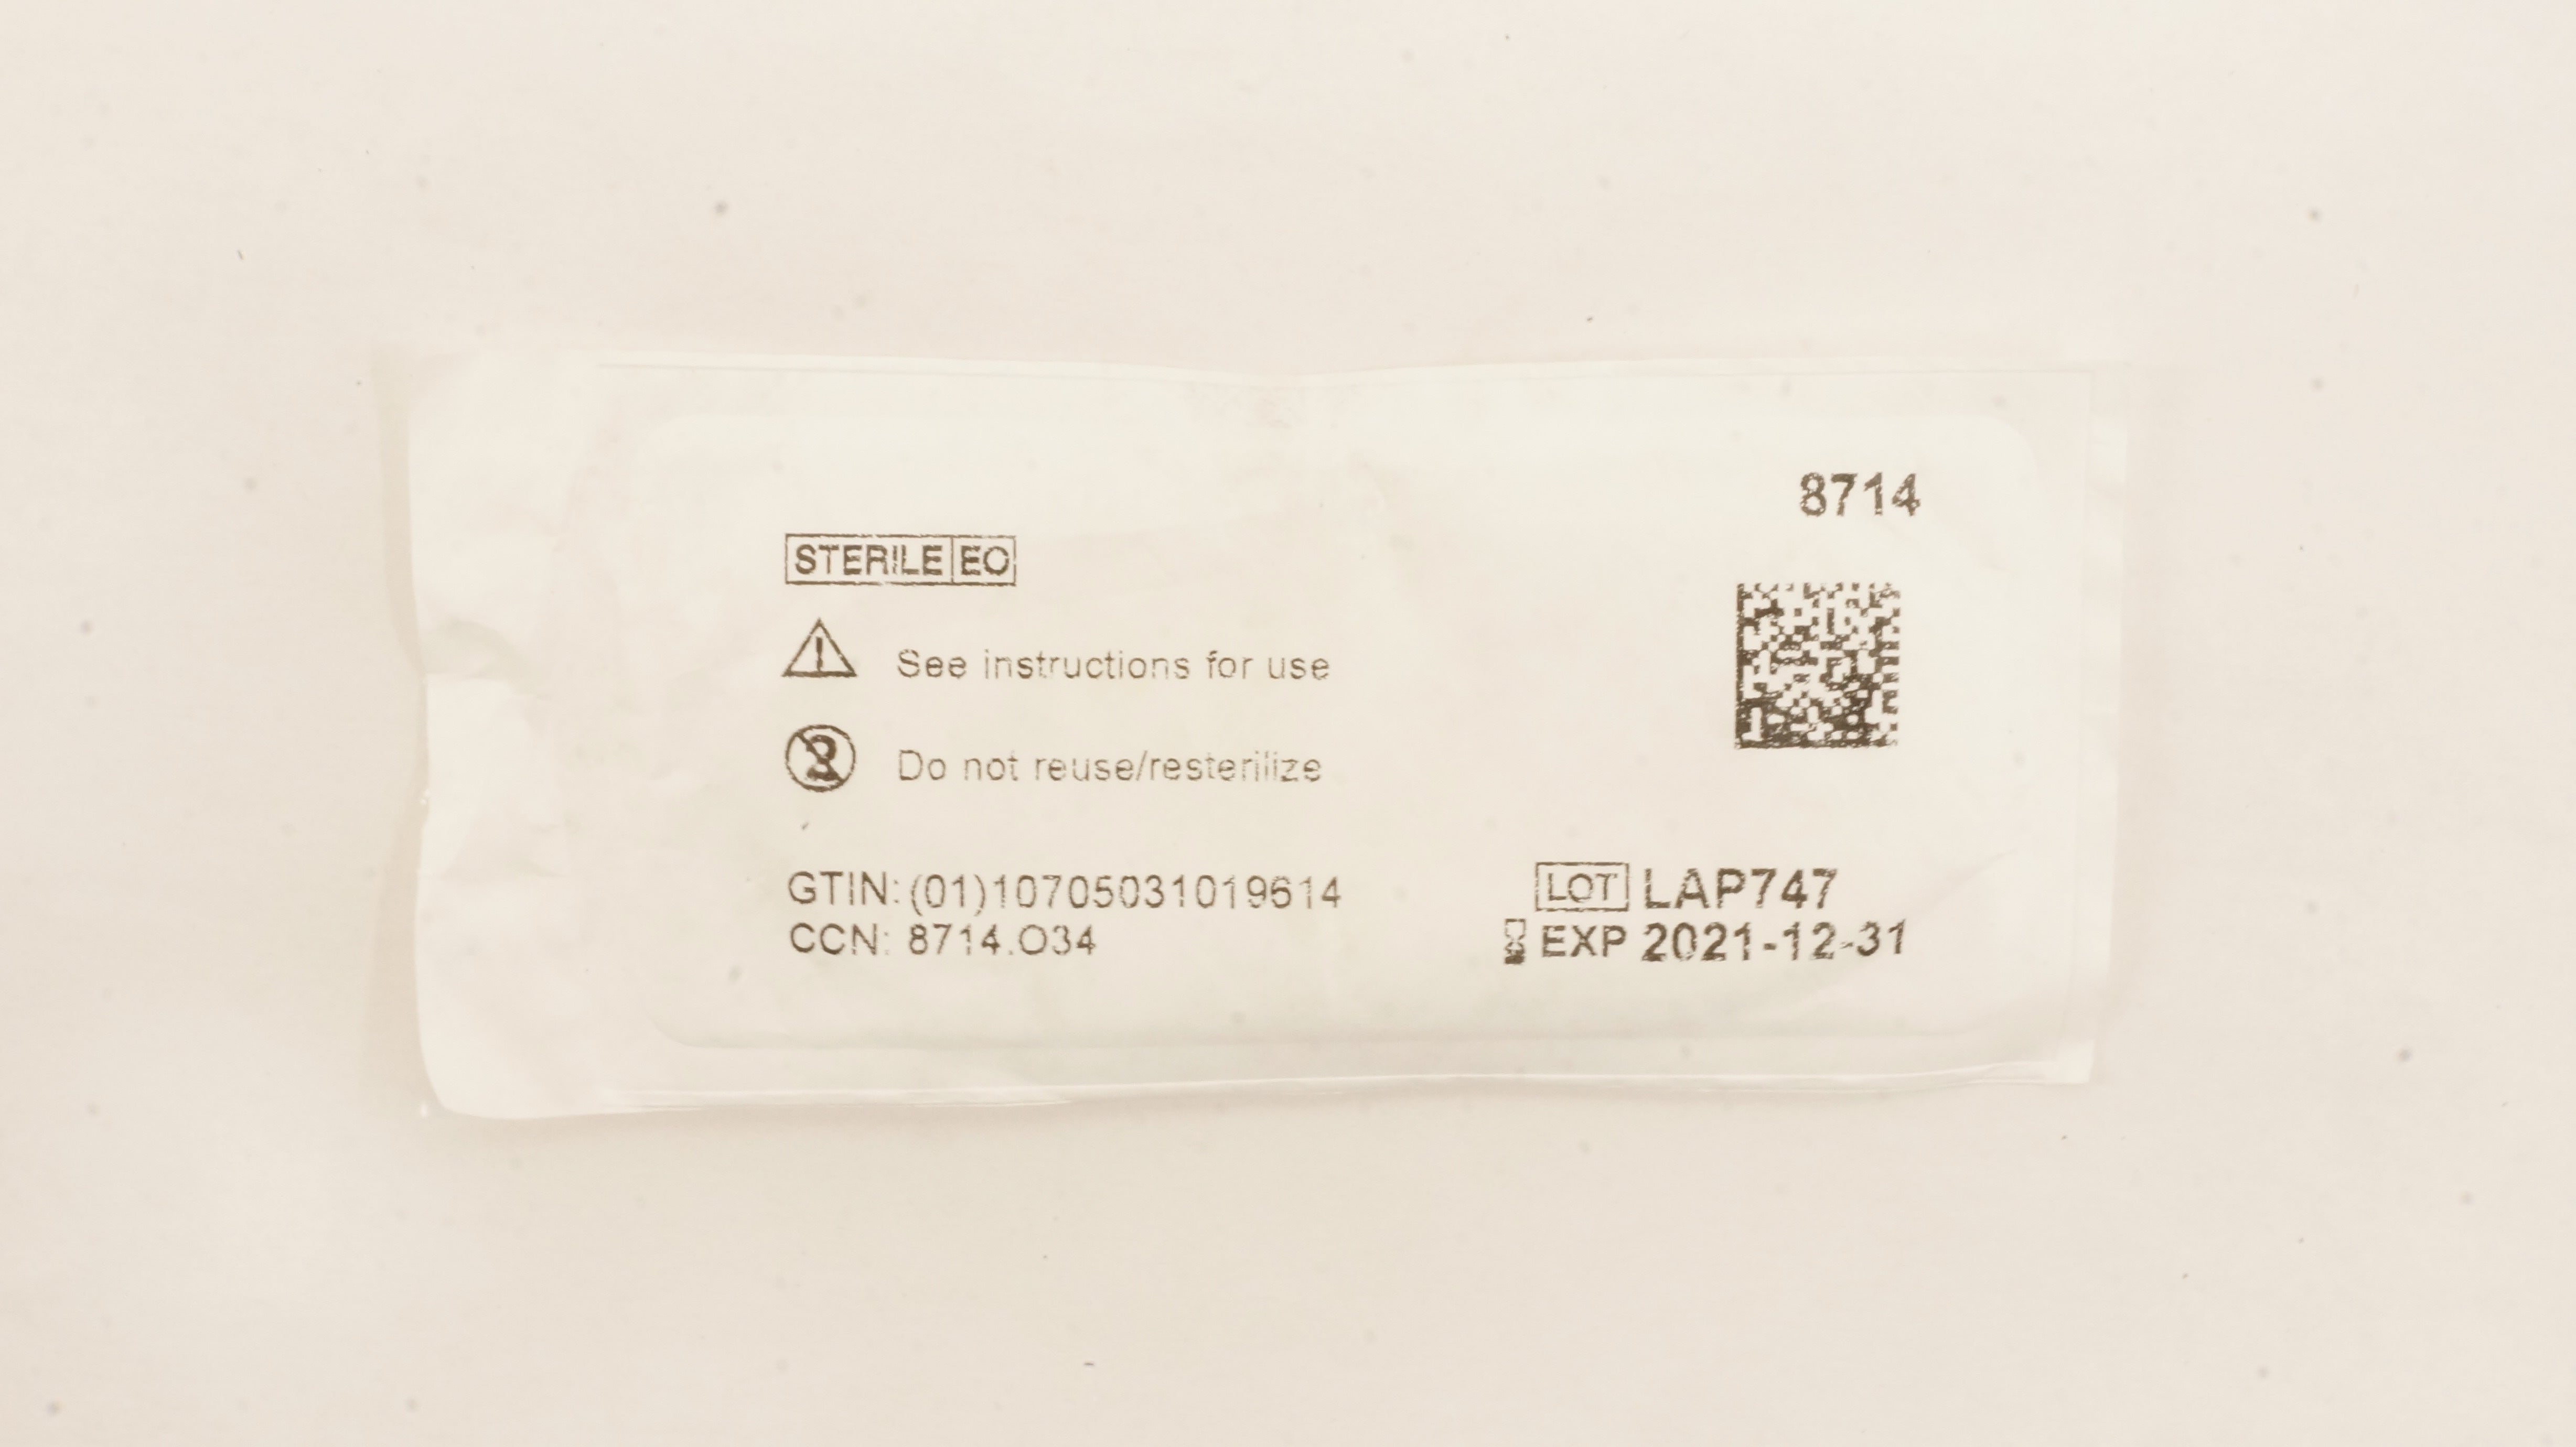 8714
STERILE EO
See instructions for use
Do not reuse/resterilize
GTIN: (01)10705031019614
CCN: 8714.O34
LOT LAP747
EXP 2021-12-31